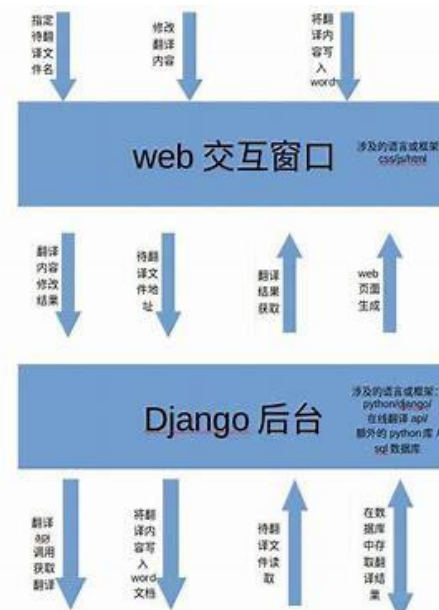 指定
待翻
译文
件名
修改
翻译
内容
将翻
译内
容写
入
word
web 交互窗口
涉及的语言或框架
css/js/html
翻译
内容
修改
结果
待翻
译文
件地
址
翻译
结果
获取
web
页面
生成
Django 后台
涉及的语言或框架：
python/django/
在线翻译 api/
额外的 python 库 /
sql 数据库
翻译
api
调用
获取
翻译
将翻
译内
容写
入
word
文档
待翻
译文
件读
取
在数
据库
中存
取翻
译结
果